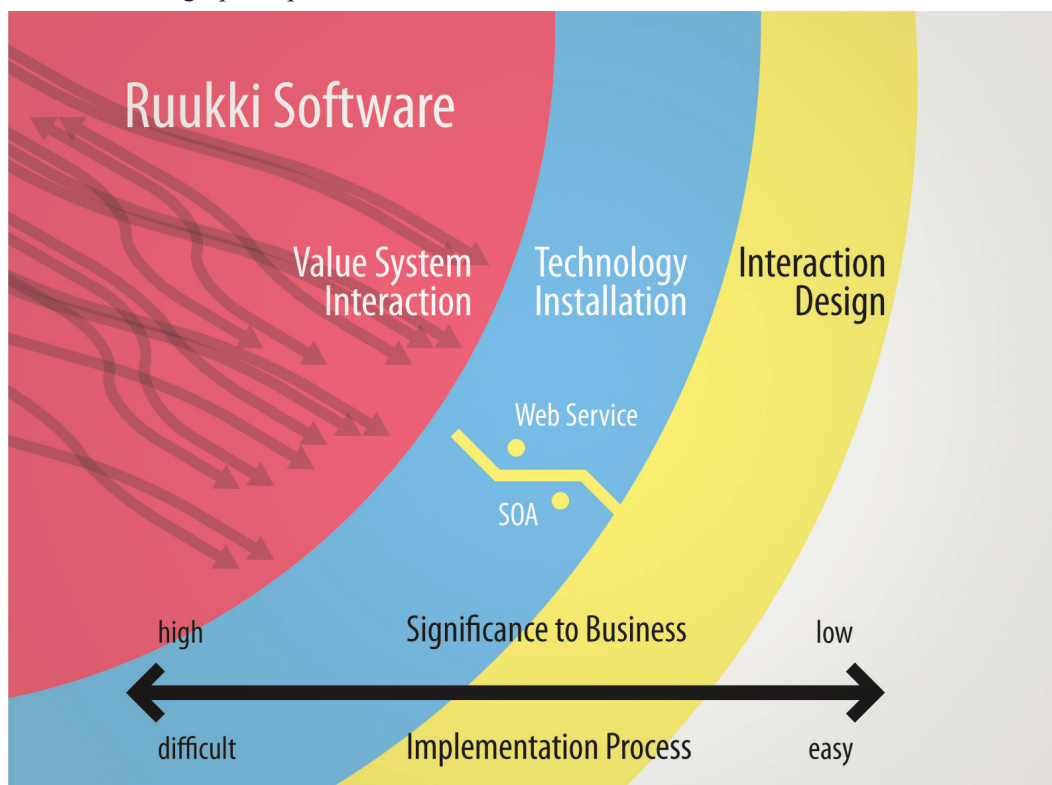 Ruukki Software
Value System
Interaction
Technology
Installation
Interaction
Design
Web Service
SOA
high
Significance to Business
low
difficult
Implementation Process
easy